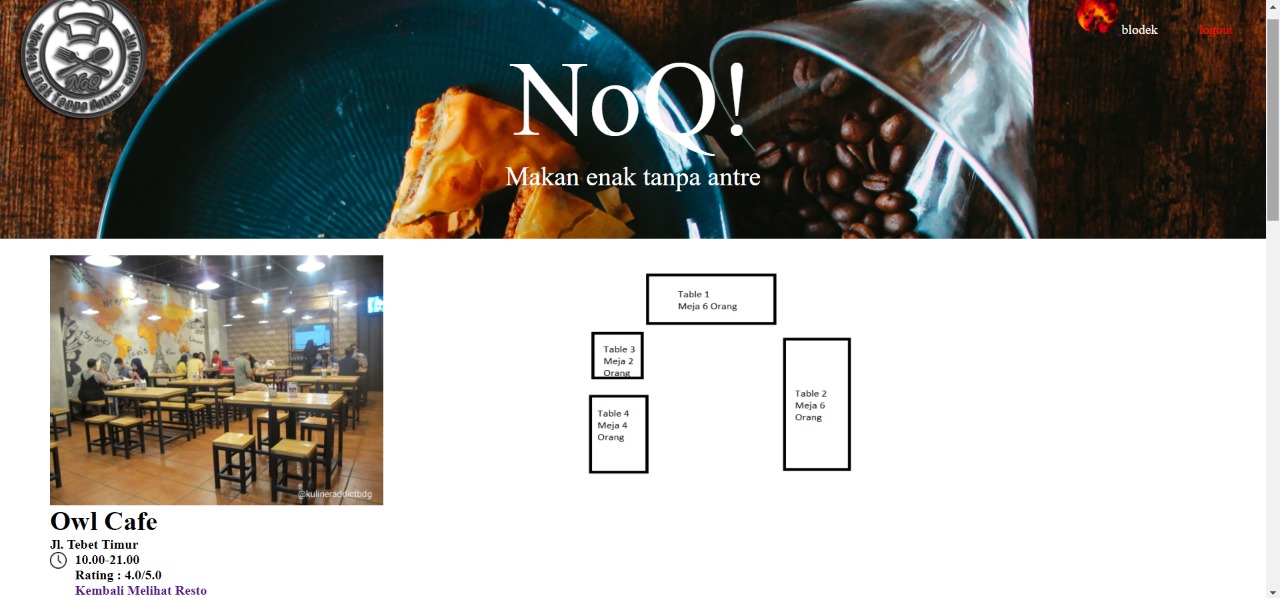 NoQ
blodek
logout
NoQ!
Makan enak tanpa antre
@kulineraddictbdg
Owl Cafe
Jl. Tebet Timur
10.00-21.00
Rating : 4.0/5.0
Kembali Melihat Resto
Table 1
Meja 6 Orang
Table 3
Meja 2
Orang
Table 4
Meja 4
Orang
Table 2
Meja 6
Orang